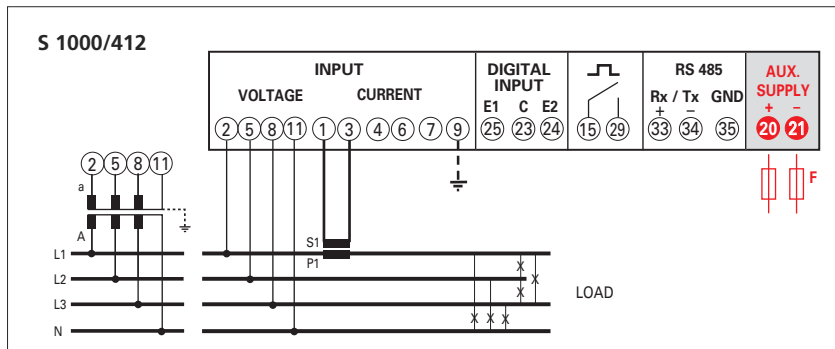 S 1000/412
INPUT
VOLTAGE CURRENT
2 5 8 11 1 3 4 6 7 9
DIGITAL
INPUT
E1 C E2
25 23 24
15 29
RS 485
Rx / Tx GND
+ −
33 34 35
AUX.
SUPPLY
+ −
20 21
F
2 5 8 11
a
A
S1
P1
L1
L2
L3
N
X X X X X X
LOAD